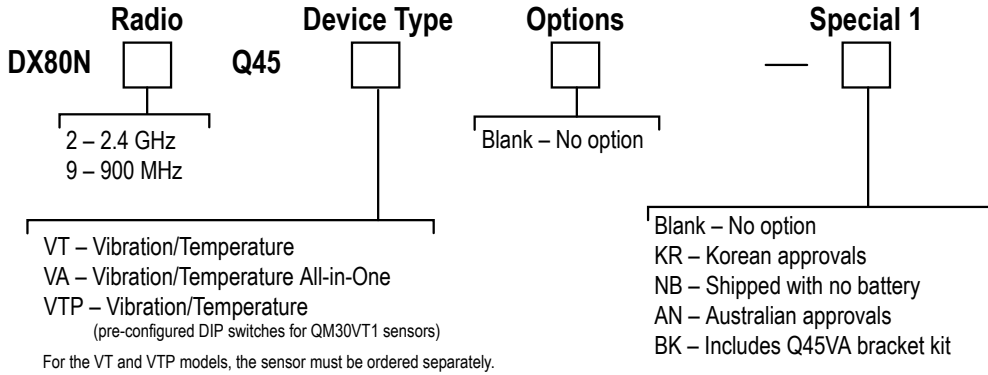 Radio Device Type Options Special 1
DX80N Q45 —
2 – 2.4 GHz
9 – 900 MHz
Blank – No option
VT – Vibration/Temperature
VA – Vibration/Temperature All-in-One
VTP – Vibration/Temperature
(pre-configured DIP switches for QM30VT1 sensors)
For the VT and VTP models, the sensor must be ordered separately.
Blank – No option
KR – Korean approvals
NB – Shipped with no battery
AN – Australian approvals
BK – Includes Q45VA bracket kit